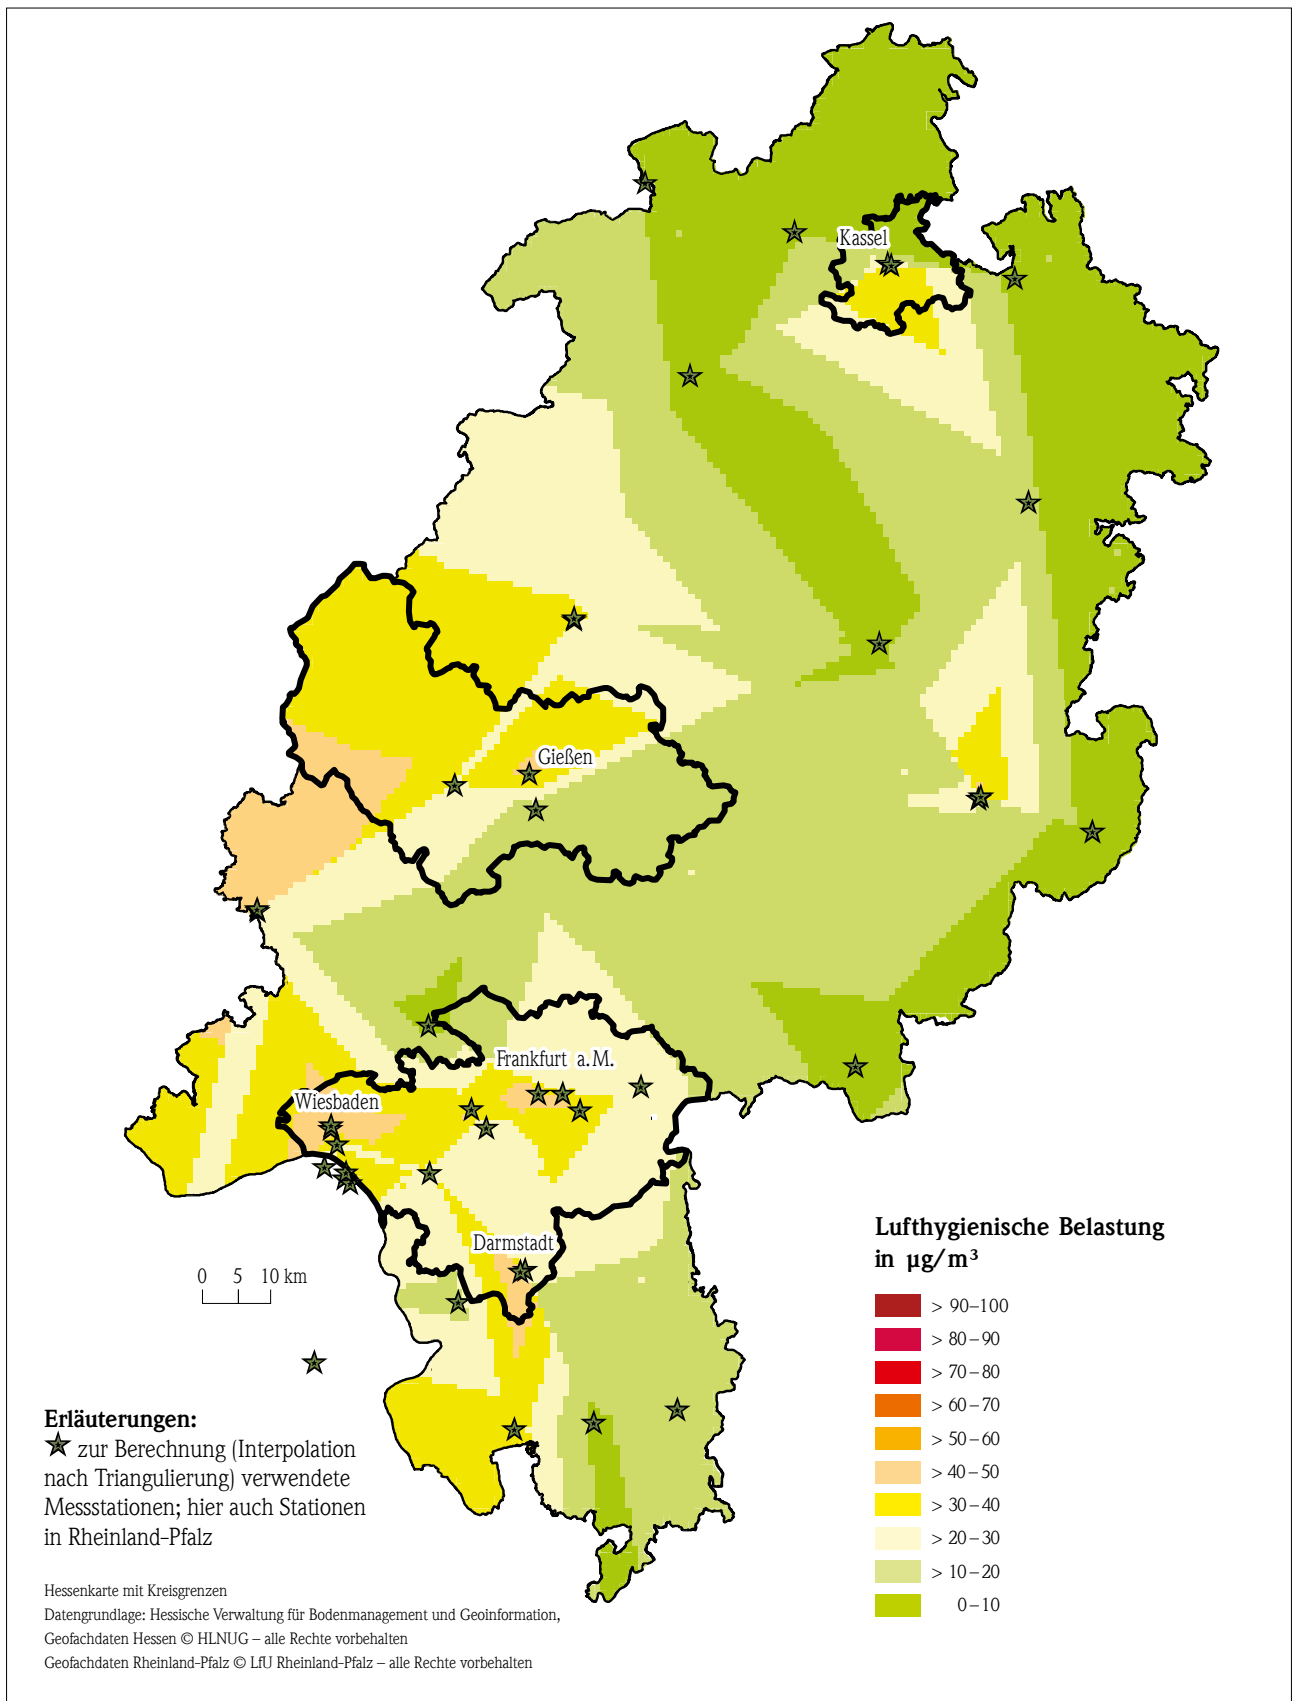 Kassel
Gießen
Frankfurt a.M.
Wiesbaden
Darmstadt
0 5 10 km
Lufthygienische Belastung
in µg/m³
> 90–100
> 80–90
> 70–80
> 60–70
> 50–60
> 40–50
> 30–40
> 20–30
> 10–20
0–10
Erläuterungen:
zur Berechnung (Interpolation
nach Triangulierung) verwendete
Messstationen; hier auch Stationen
in Rheinland-Pfalz
Hessenkarte mit Kreisgrenzen
Datengrundlage: Hessische Verwaltung für Bodenmanagement und Geoinformation,
Geofachdaten Hessen © HLNUG – alle Rechte vorbehalten
Geofachdaten Rheinland-Pfalz © LfU Rheinland-Pfalz – alle Rechte vorbehalten